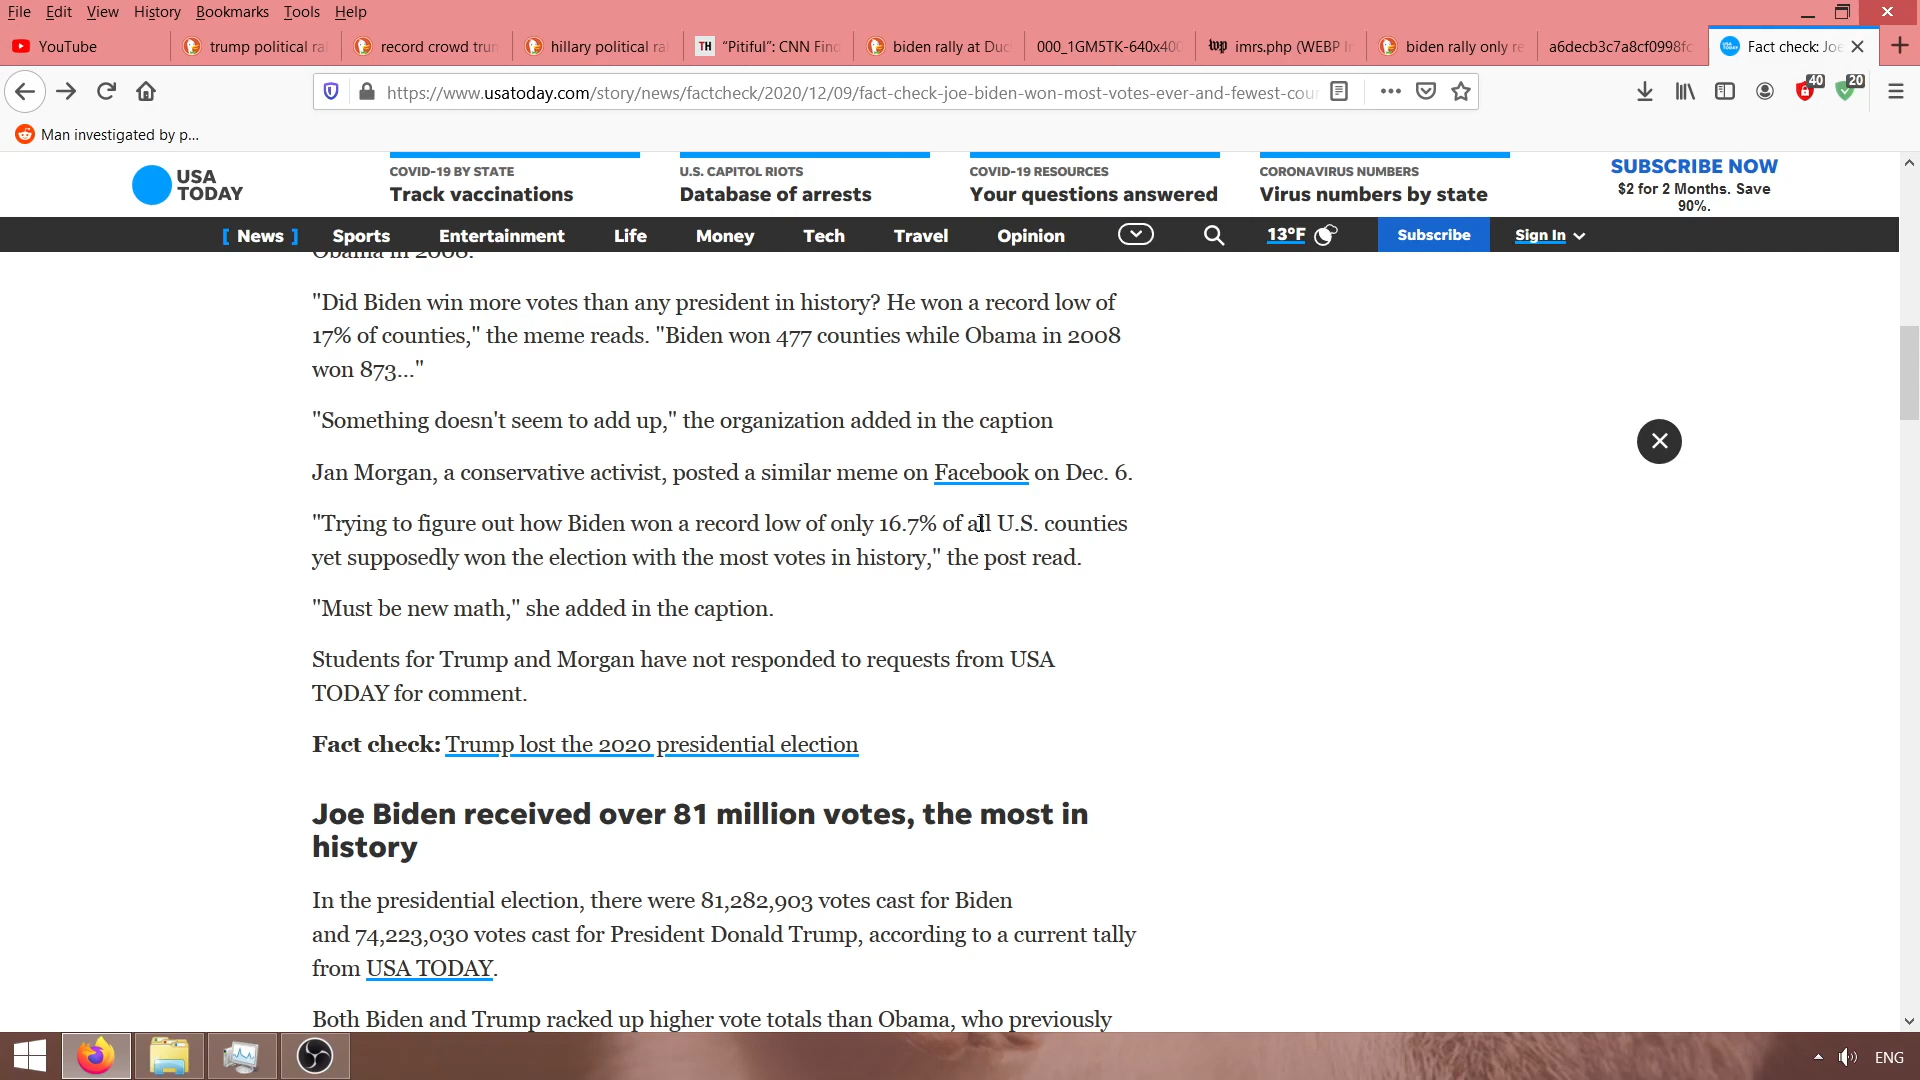 File Edit View History Bookmarks Tools Help
YouTube
trump political ra
record crowd tru
hillary political ra
TH "Pitiful": CNN Fin
biden rally at Du
000_1GM5TK-640x400
wp imrs.php (WEBP I
biden rally only re
a6decb3c7a8cf0998f
Fact check: Joe
https://www.usatoday.com/story/news/factcheck/2020/12/09/fact-check-joe-biden-won-most-votes-ever-and-fewest-cour
40
20
Man investigated by p...
USA
TODAY
COVID-19 BY STATE
Track vaccinations
U.S. CAPITOL RIOTS
Database of arrests
COVID-19 RESOURCES
Your questions answered
CORONAVIRUS NUMBERS
Virus numbers by state
SUBSCRIBE NOW
$2 for 2 Months. Save
90%.
[ News ] Sports Entertainment Life Money Tech Travel Opinion 13°F Subscribe Sign In
Obama in 2008.
"Did Biden win more votes than any president in history? He won a record low of
17% of counties," the meme reads. "Biden won 477 counties while Obama in 2008
won 873..."
"Something doesn't seem to add up," the organization added in the caption
Jan Morgan, a conservative activist, posted a similar meme on Facebook on Dec. 6.
"Trying to figure out how Biden won a record low of only 16.7% of all U.S. counties
yet supposedly won the election with the most votes in history," the post read.
"Must be new math," she added in the caption.
Students for Trump and Morgan have not responded to requests from USA
TODAY for comment.
Fact check: Trump lost the 2020 presidential election
Joe Biden received over 81 million votes, the most in
history
In the presidential election, there were 81,282,903 votes cast for Biden
and 74,223,030 votes cast for President Donald Trump, according to a current tally
from USA TODAY.
Both Biden and Trump racked up higher vote totals than Obama, who previously
ENG